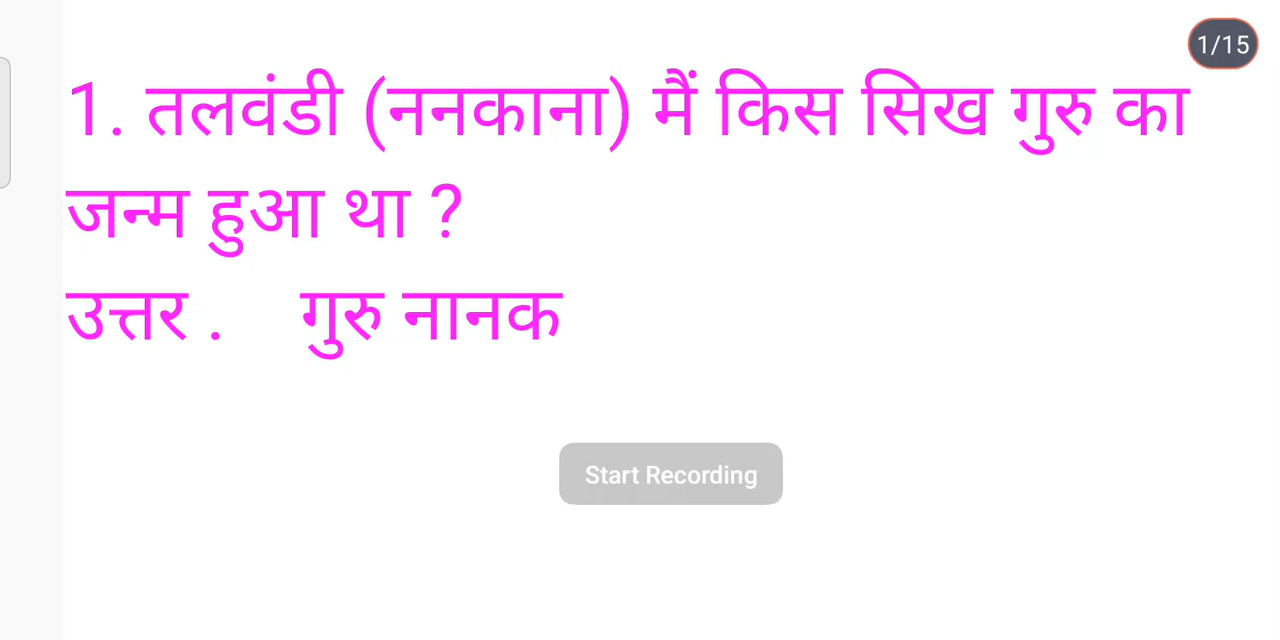 1/15
1. तलवंडी (ननकाना) मैं किस सिख गुरु का
जन्म हुआ था ?
उत्तर . गुरु नानक
Start Recording